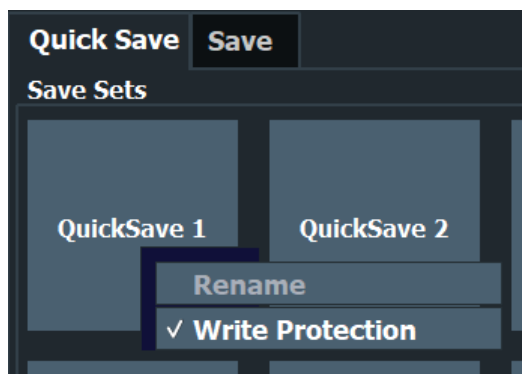 Quick Save Save
Save Sets
QuickSave 1 QuickSave 2
Rename
✓ Write Protection